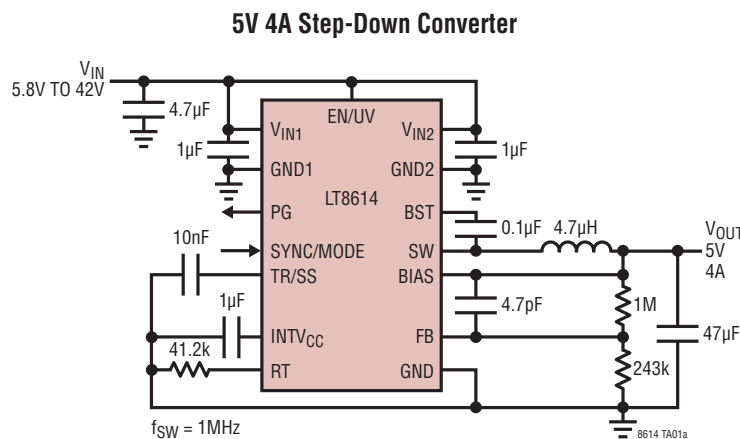 5V 4A Step-Down Converter
VIN
5.8V TO 42V
4.7µF
EN/UV
VIN1
VIN2
1µF
1µF
GND1
GND2
LT8614
PG
BST
0.1µF
4.7µH
VOUT
5V
4A
10nF
SYNC/MODE
SW
TR/SS
BIAS
1µF
4.7pF
1M
INTVCC
FB
47µF
41.2k
RT
GND
243k
fSW = 1MHz
8614 TA01a